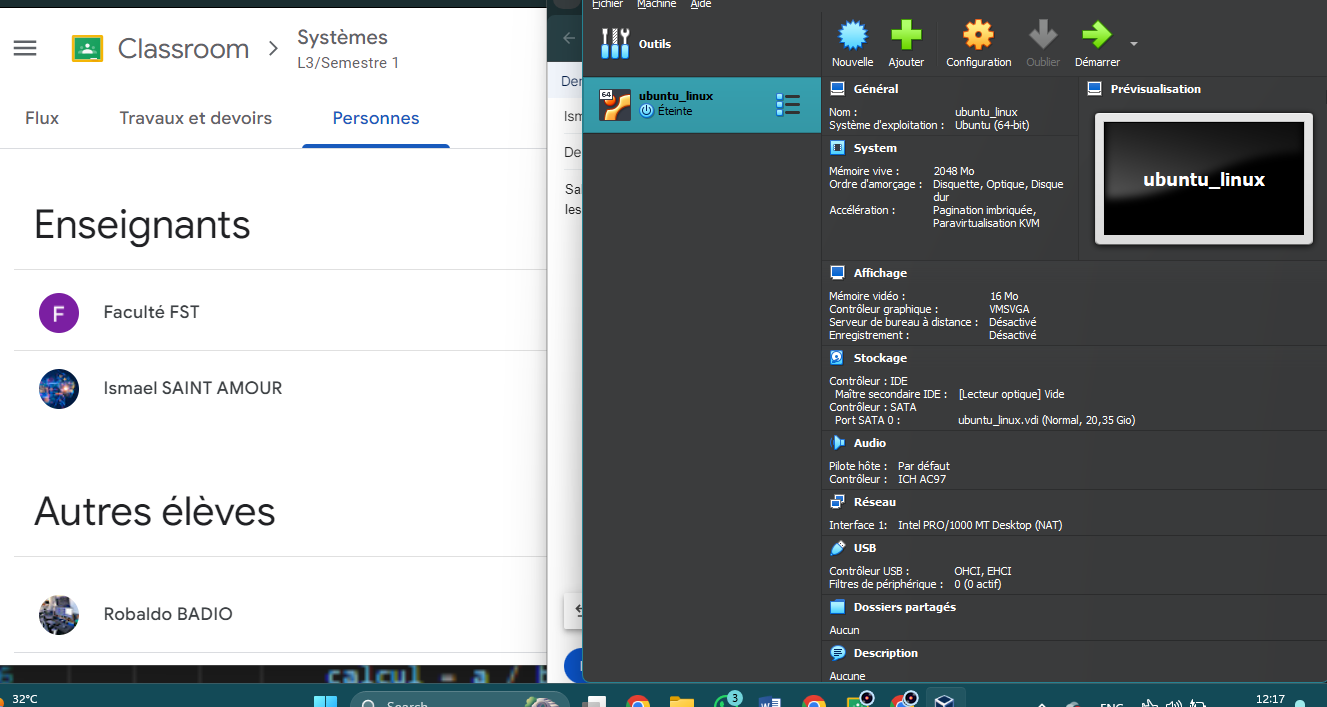 Classroom
Systèmes
L3/Semestre 1
Flux
Travaux et devoirs
Personnes
Enseignants
F
Faculté FST
Ismael SAINT AMOUR
Autres élèves
Robaldo BADIO
calcul = a /
Fichier Machine Aide
Outils
Nouvelle
Ajouter
Configuration
Oublier
Démarrer
64
ubuntu_linux
Éteinte
Général
Nom : ubuntu_linux
Système d'exploitation : Ubuntu (64-bit)
System
Mémoire vive : 2048 Mo
Ordre d'amorçage : Disquette, Optique, Disque
dur
Accélération : Pagination imbriquée,
Paravirtualisation KVM
Prévisualisation
ubuntu_linux
Affichage
Mémoire vidéo : 16 Mo
Contrôleur graphique : VMSVGA
Serveur de bureau à distance : Désactivé
Enregistrement : Désactivé
Stockage
Contrôleur : IDE
Maître secondaire IDE : [Lecteur optique] Vide
Contrôleur : SATA
Port SATA 0 : ubuntu_linux.vdi (Normal, 20,35 Gio)
Audio
Pilote hôte : Par défaut
Contrôleur : ICH AC97
Réseau
Interface 1: Intel PRO/1000 MT Desktop (NAT)
USB
Contrôleur USB : OHCI, EHCI
Filtres de périphérique : 0 (0 actif)
Dossiers partagés
Aucun
Description
Aucune
les
32°C
Search
3
ENG
12:17